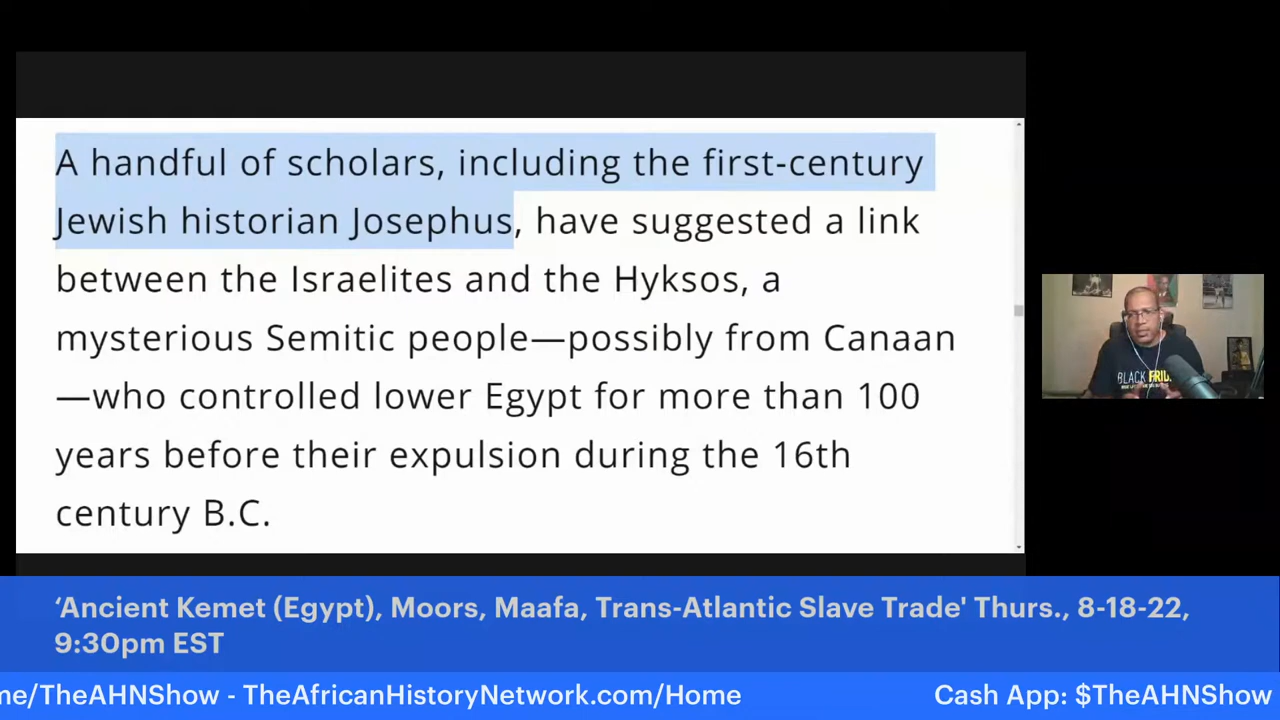 A handful of scholars, including the first-century
Jewish historian Josephus, have suggested a link
between the Israelites and the Hyksos, a
mysterious Semitic people—possibly from Canaan
—who controlled lower Egypt for more than 100
years before their expulsion during the 16th
century B.C.
BLACK
‘Ancient Kemet (Egypt), Moors, Maafa, Trans-Atlantic Slave Trade' Thurs., 8-18-22,
9:30pm EST
me/TheAHNShow - TheAfricanHistoryNetwork.com/Home
Cash App: $TheAHNShow